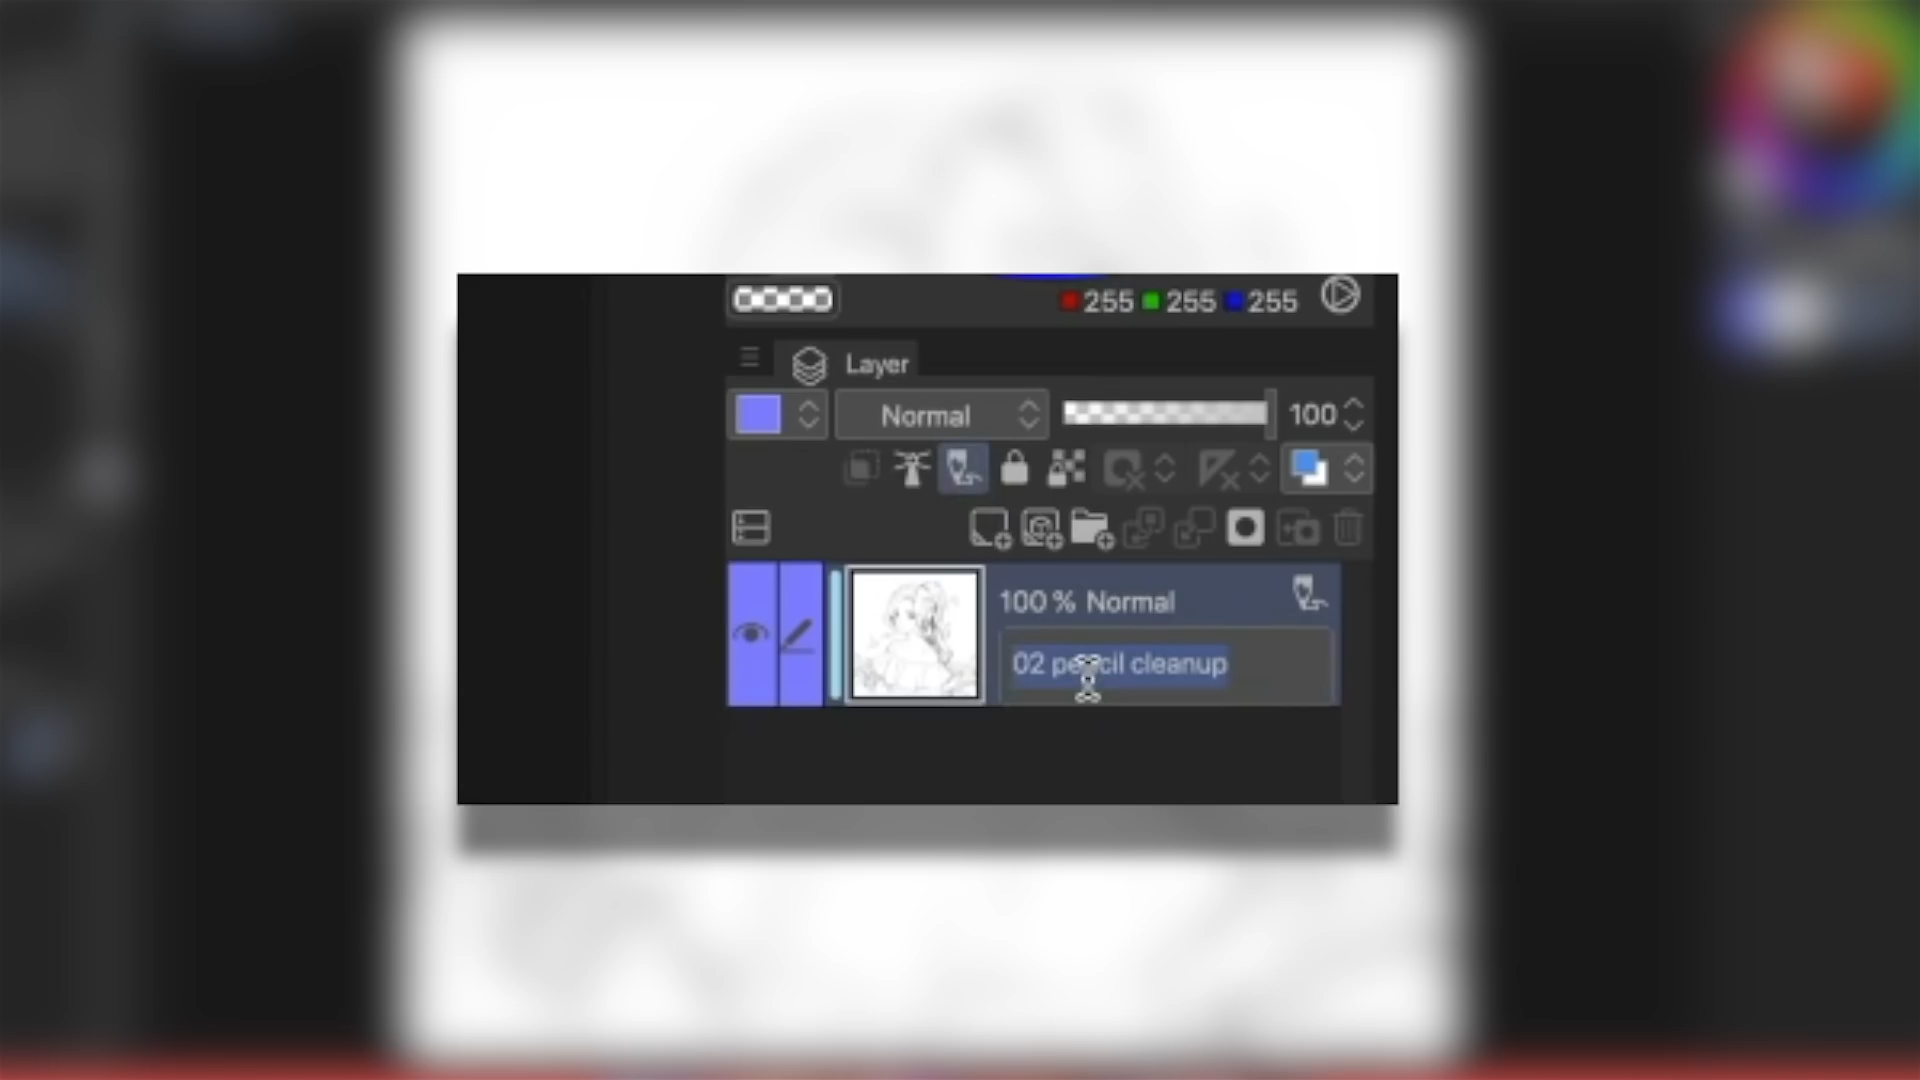 255 255 255
Layer
Normal 100
100 % Normal
02 pencil cleanup